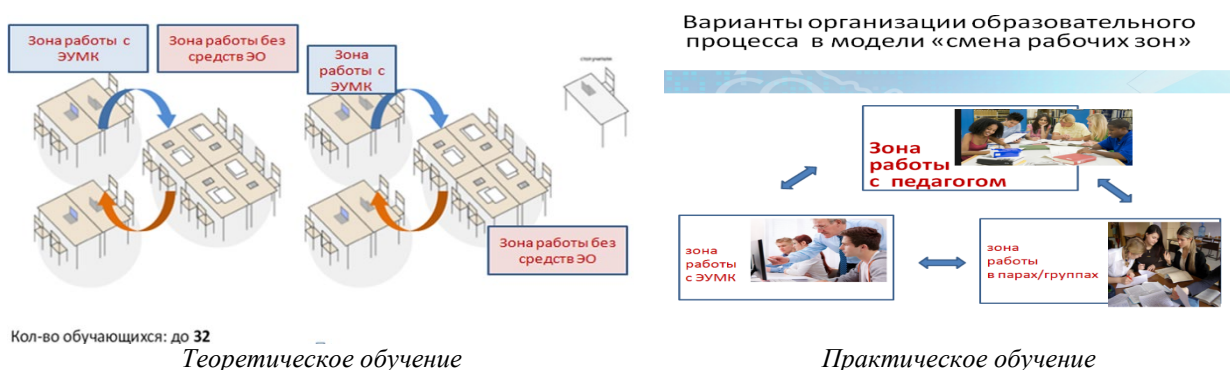 Зона работы с
ЭУМК
Зона работы без
средств ЭО
Зона
работы с
ЭУМК
стол учителя
Зона работы без
средств ЭО
Кол-во обучающихся: до 32
Теоретическое обучение
Варианты организации образовательного
процесса в модели «смена рабочих зон»
Зона
работы
с педагогом
зона
работы
с ЭУМК
зона
работы
в парах/группах
Практическое обучение